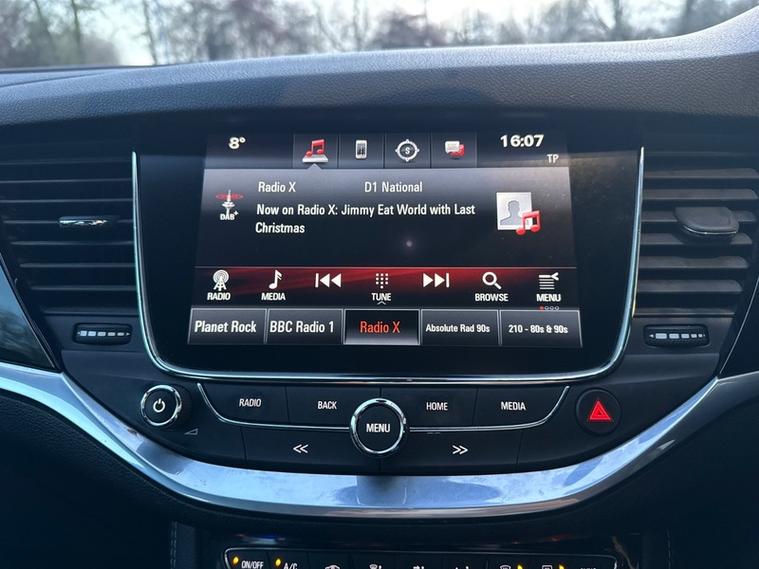 8°
16:07
S
TP
Radio X D1 National
DAB+
Now on Radio X: Jimmy Eat World with Last
Christmas
RADIO MEDIA TUNE BROWSE MENU
Planet Rock BBC Radio 1 Radio X Absolute Rad 90s 210 - 80s & 90s
RADIO BACK HOME MEDIA
MENU
ON/OFF A/C